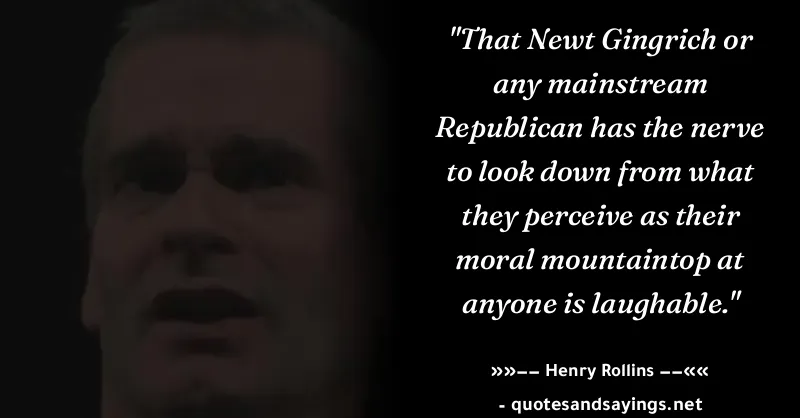 "That Newt Gingrich or
any mainstream
Republican has the nerve
to look down from what
they perceive as their
moral mountaintop at
anyone is laughable."
»»―― Henry Rollins ――««
- quotesandsayings.net